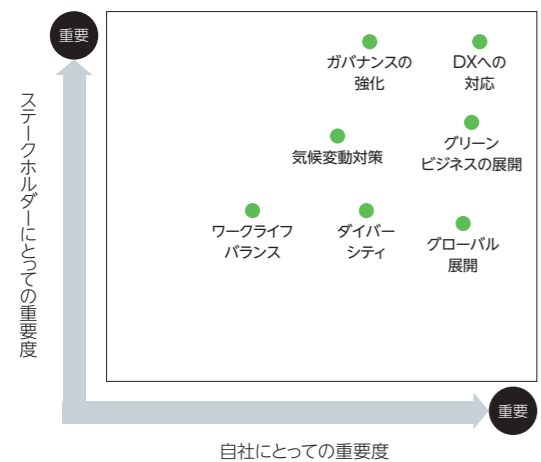 重要
ステークホルダーにとっての重要度
ガバナンスの
強化
DXへの
対応
気候変動対策
グリーン
ビジネスの展開
ワークライフ
バランス
ダイバー
シティ
グローバル
展開
重要
自社にとっての重要度